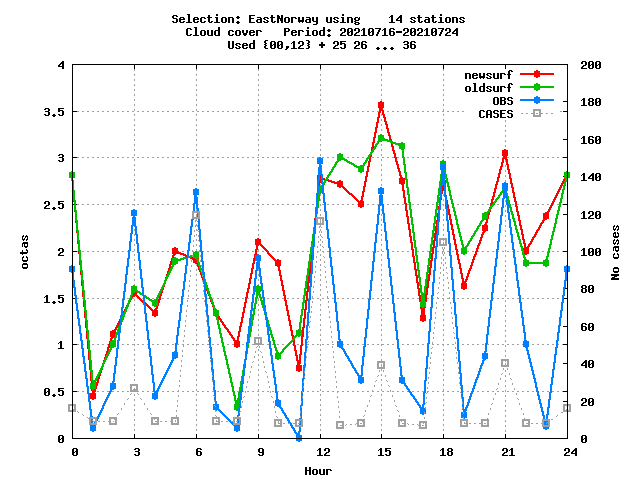 Selection: EastNorway using    14 stations
Cloud cover   Period: 20210716-20210724
Used {00,12} + 25 26 ... 36
newsurf
oldsurf
OBS
CASES
octas
4
3.5
3
2.5
2
1.5
1
0.5
0
No cases
200
180
160
140
120
100
80
60
40
20
0
0 3 6 9 12 15 18 21 24
Hour